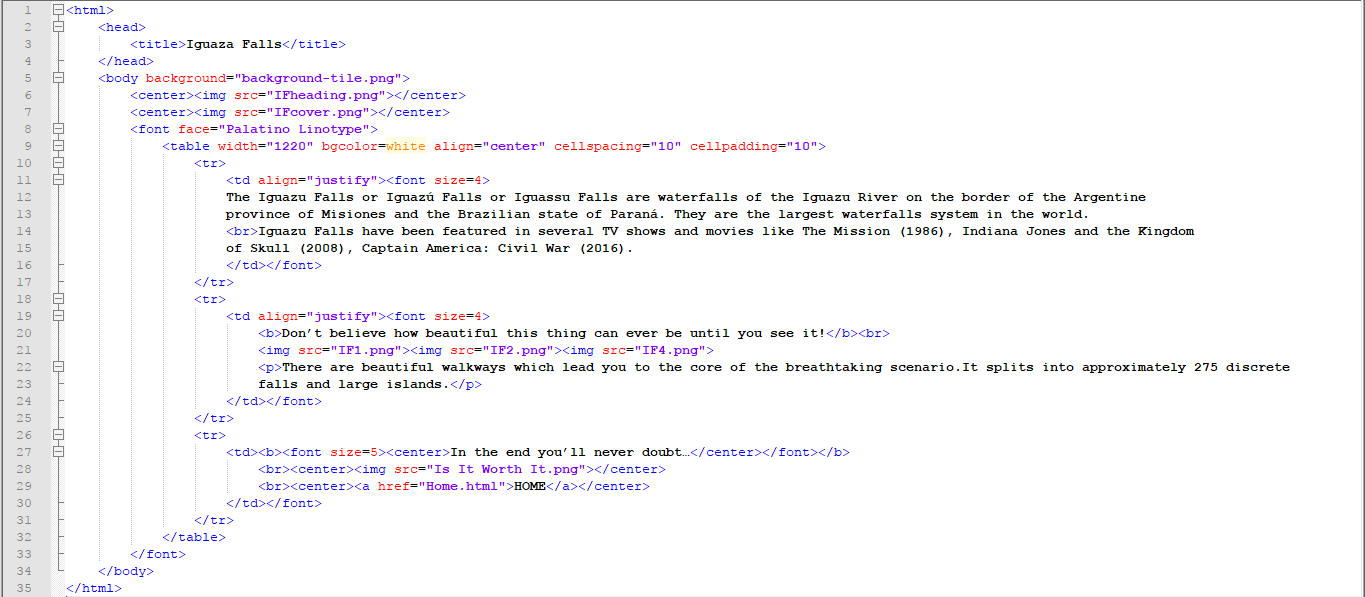 1 <html>
2 <head>
3 <title>Iguaza Falls</title>
4 </head>
5 <body background="background-tile.png">
6 <center><img src="IFheading.png"></center>
7 <center><img src="IFcover.png"></center>
8 <font face="Palatino Linotype">
9 <table width="1220" bgcolor=white align="center" cellspacing="10" cellpadding="10">
10 <tr>
11 <td align="justify"><font size=4>
12 The Iguazu Falls or Iguazú Falls or Iguassu Falls are waterfalls of the Iguazu River on the border of the Argentine
13 province of Misiones and the Brazilian state of Paraná. They are the largest waterfalls system in the world.
14 <br>Iguazu Falls have been featured in several TV shows and movies like The Mission (1986), Indiana Jones and the Kingdom
15 of Skull (2008), Captain America: Civil War (2016).
16 </td></font>
17 </tr>
18 <tr>
19 <td align="justify"><font size=4>
20 <b>Don’t believe how beautiful this thing can ever be until you see it!</b><br>
21 <img src="IF1.png"><img src="IF2.png"><img src="IF4.png">
22 <p>There are beautiful walkways which lead you to the core of the breathtaking scenario.It splits into approximately 275 discrete
23 falls and large islands.</p>
24 </td></font>
25 </tr>
26 <tr>
27 <td><b><font size=5><center>In the end you’ll never doubt…</center></font></b>
28 <br><center><img src="Is It Worth It.png"></center>
29 <br><center><a href="Home.html">HOME</a></center>
30 </td></font>
31 </tr>
32 </table>
33 </font>
34 </body>
35 </html>